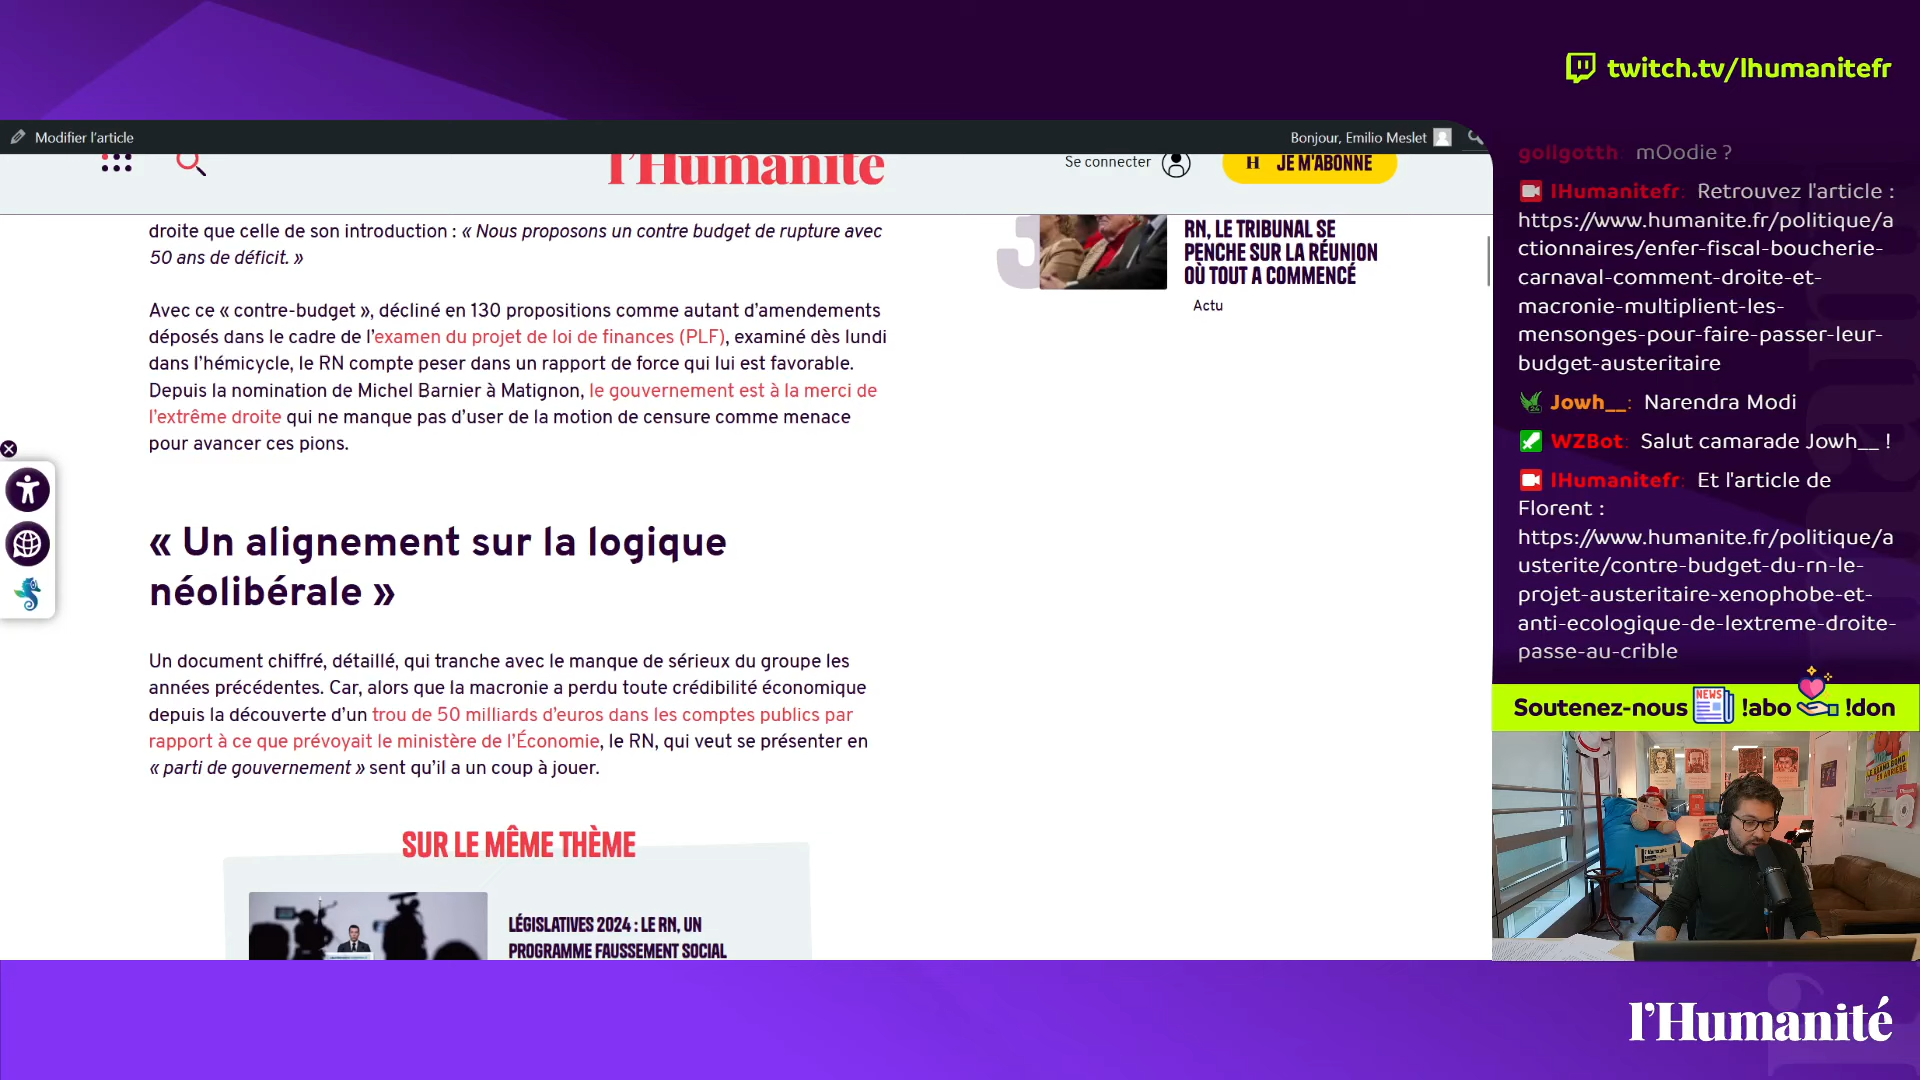 twitch.tv/lhumanitefr
Modifier l'article
Bonjour, Emilio Meslet
l'Humanité
Se connecter
H JE M'ABONNE
droite que celle de son introduction : « Nous proposons un contre budget de rupture avec
50 ans de déficit. »
Avec ce « contre-budget », décliné en 130 propositions comme autant d'amendements
déposés dans le cadre de l'examen du projet de loi de finances (PLF), examiné dès lundi
dans l'hémicycle, le RN compte peser dans un rapport de force qui lui est favorable.
Depuis la nomination de Michel Barnier à Matignon, le gouvernement est à la merci de
l'extrême droite qui ne manque pas d'user de la motion de censure comme menace
pour avancer ces pions.
« Un alignement sur la logique
néolibérale »
Un document chiffré, détaillé, qui tranche avec le manque de sérieux du groupe les
années précédentes. Car, alors que la macronie a perdu toute crédibilité économique
depuis la découverte d'un trou de 50 milliards d'euros dans les comptes publics par
rapport à ce que prévoyait le ministère de l'Économie, le RN, qui veut se présenter en
« parti de gouvernement » sent qu'il a un coup à jouer.
SUR LE MÊME THÈME
LÉGISLATIVES 2024 : LE RN, UN
PROGRAMME FAUSSEMENT SOCIAL
3
RN, LE TRIBUNAL SE
PENCHE SUR LA RÉUNION
OÙ TOUT A COMMENCÉ
Actu
gollgotth: mOodie ?
lHumanitefr: Retrouvez l'article :
https://www.humanite.fr/politique/a
ctionnaires/enfer-fiscal-boucherie-
carnaval-comment-droite-et-
macronie-multiplient-les-
mensonges-pour-faire-passer-leur-
budget-austeritaire
Jowh__: Narendra Modi
WZBot: Salut camarade Jowh__ !
lHumanitefr: Et l'article de
Florent :
https://www.humanite.fr/politique/a
usterite/contre-budget-du-rn-le-
projet-austeritaire-xenophobe-et-
anti-ecologique-de-lextreme-droite-
passe-au-crible
Soutenez-nous NEWS !abo !don
l'Humanité